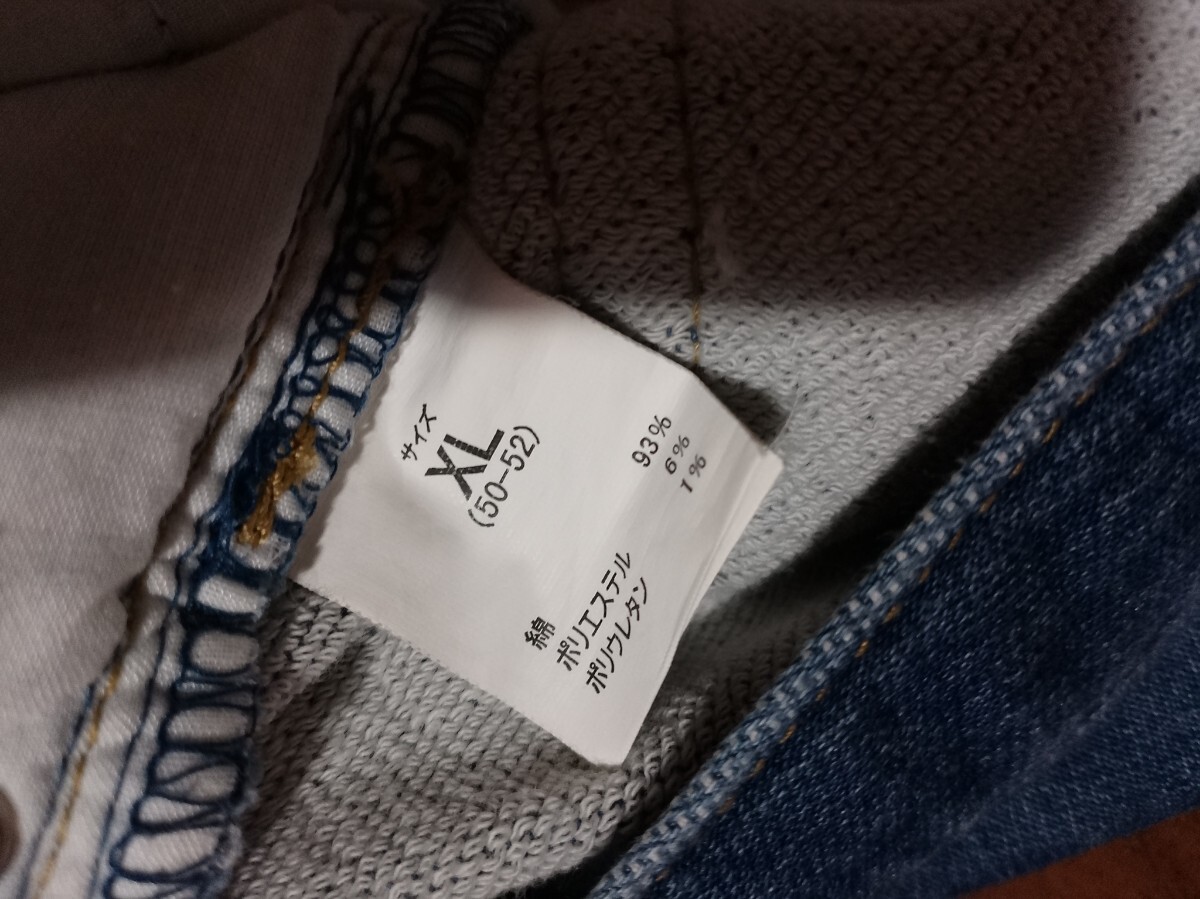 サイズ
XL
(50-52)
綿 93%
ポリエステル 6%
ポリウレタン 1%